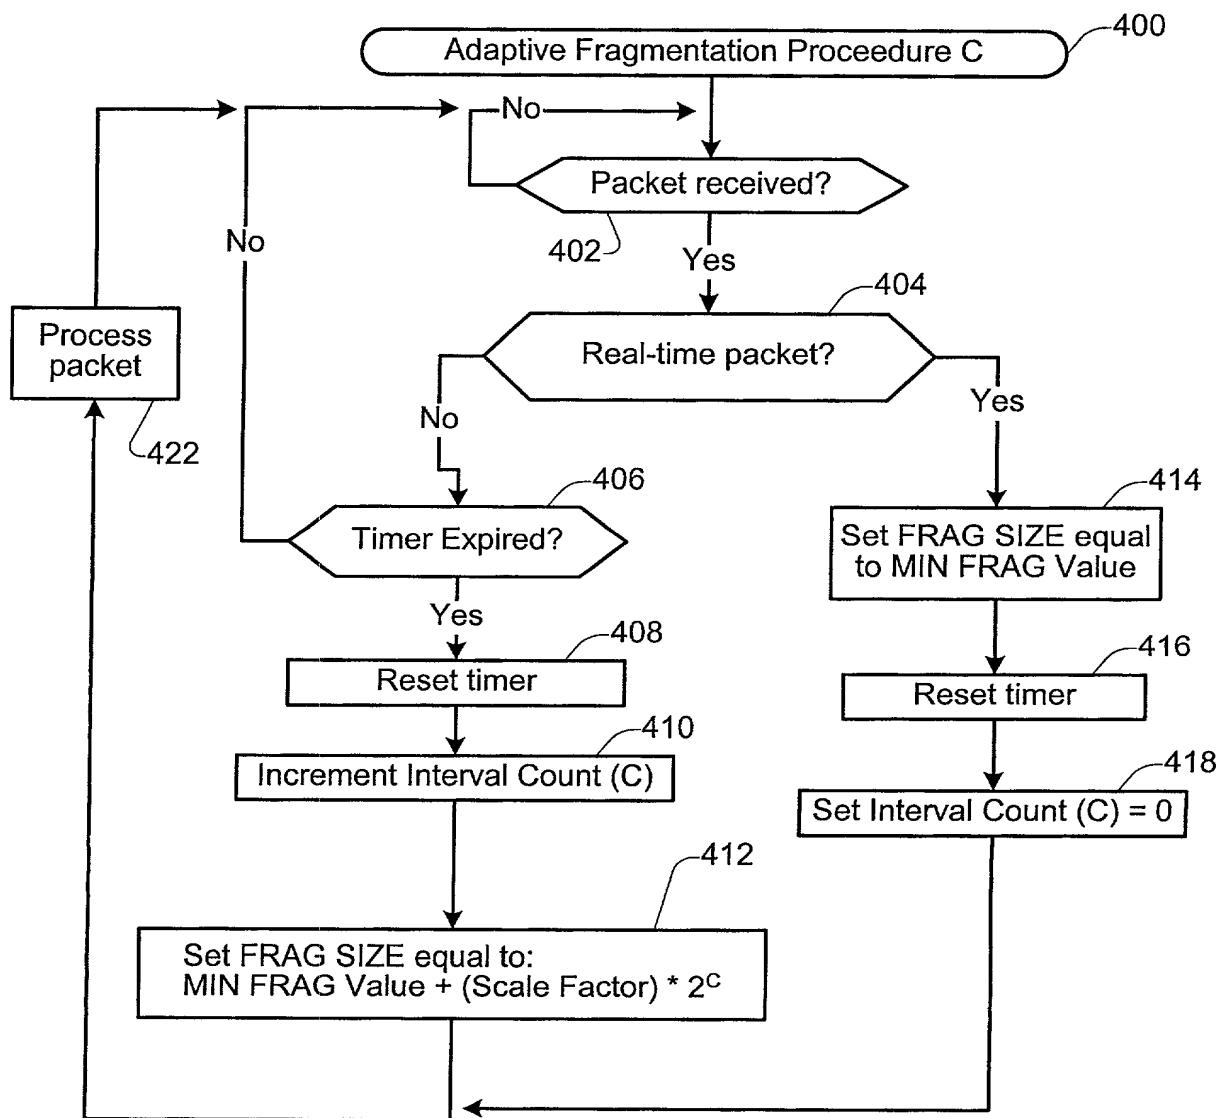 400
Adaptive Fragmentation Proceedure C
No
Packet received?
402
No
Yes
404
Process
packet
Real-time packet?
No
Yes
422
406
414
Timer Expired?
Set FRAG SIZE equal
to MIN FRAG Value
Yes
408
416
Reset timer
Reset timer
410
418
Increment Interval Count (C)
Set Interval Count (C) = 0
412
Set FRAG SIZE equal to:
MIN FRAG Value + (Scale Factor) * 2ᶜ